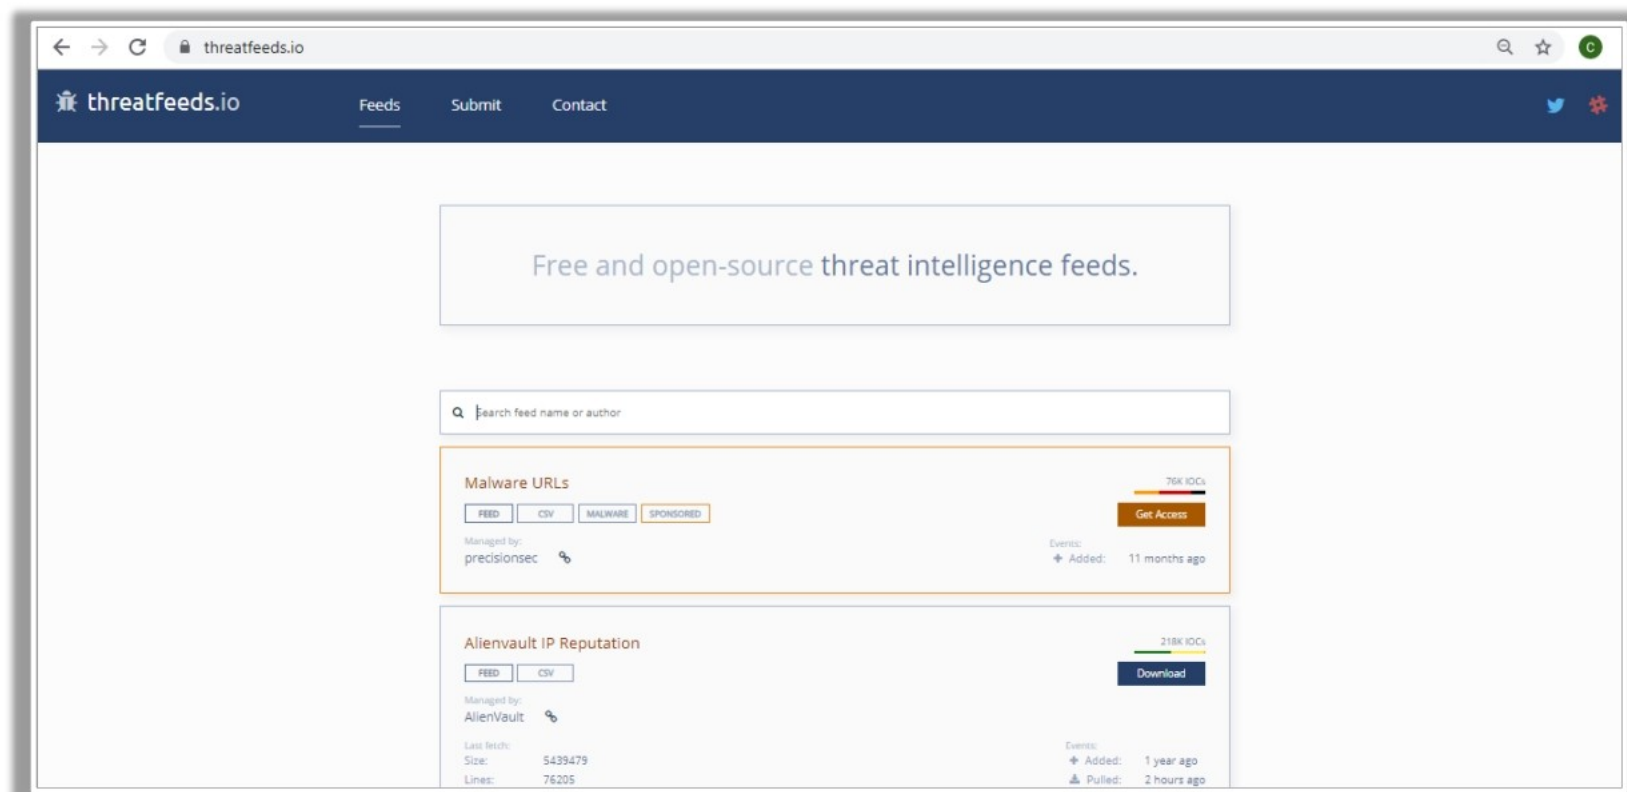 threatfeeds.io
threatfeeds.io Feeds Submit Contact
Free and open-source threat intelligence feeds.
Search feed name or author
Malware URLs
76K IOCs
FEED CSV MALWARE SPONSORED
Get Access
Managed by:
precisionsec
Events:
Added: 11 months ago
Alienvault IP Reputation
218K IOCs
FEED CSV
Download
Managed by:
AlienVault
Last fetch:
Size: 5439479
Lines: 76205
Events:
Added: 1 year ago
Pulled: 2 hours ago